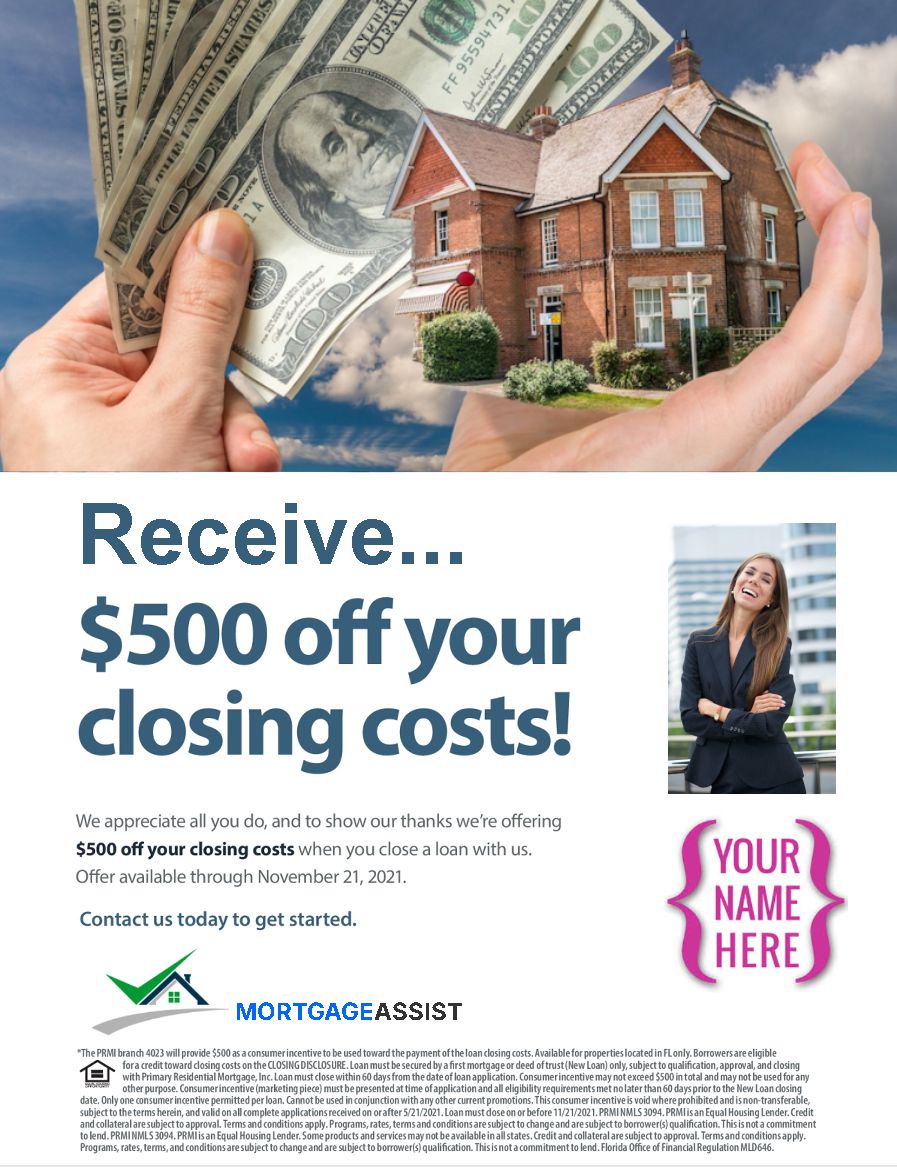 FF 9559473
Receive...
$500 off your
closing costs!
We appreciate all you do, and to show our thanks we're offering
$500 off your closing costs when you close a loan with us.
Offer available through November 21, 2021.
Contact us today to get started.
YOUR
NAME
HERE
MORTGAGEASSIST
*The PRMI branch 4023 will provide $500 as a consumer incentive to be used toward the payment of the loan closing costs. Available for properties located in FL only. Borrowers are eligible
for a credit toward closing costs on the CLOSING DISCLOSURE. Loan must be secured by a first mortgage or deed of trust (New Loan) only, subject to qualification, approval, and closing
with Primary Residential Mortgage, Inc. Loan must close within 60 days from the date of loan application. Consumer incentive may not exceed $500 in total and may not be used for any
other purpose. Consumer incentive (marketing piece) must be presented at time of application and all eligibility requirements met no later than 60 days prior to the New Loan closing
date. Only one consumer incentive permitted per loan. Cannot be used in conjunction with any other current promotions. This consumer incentive is void where prohibited and is non-transferable,
subject to the terms herein, and valid on all complete applications received on or after 5/21/2021. Loan must close on or before 11/21/2021. PRMI NMLS 3094. PRMI is an Equal Housing Lender. Credit
and collateral are subject to approval. Terms and conditions apply. Programs, rates, terms and conditions are subject to change and are subject to borrower(s) qualification. This is not a commitment
to lend. PRMI NMLS 3094. PRMI is an Equal Housing Lender. Some products and services may not be available in all states. Credit and collateral are subject to approval. Terms and conditions apply.
Programs, rates, terms, and conditions are subject to change and are subject to borrower(s) qualification. This is not a commitment to lend. Florida Office of Financial Regulation MLD646.